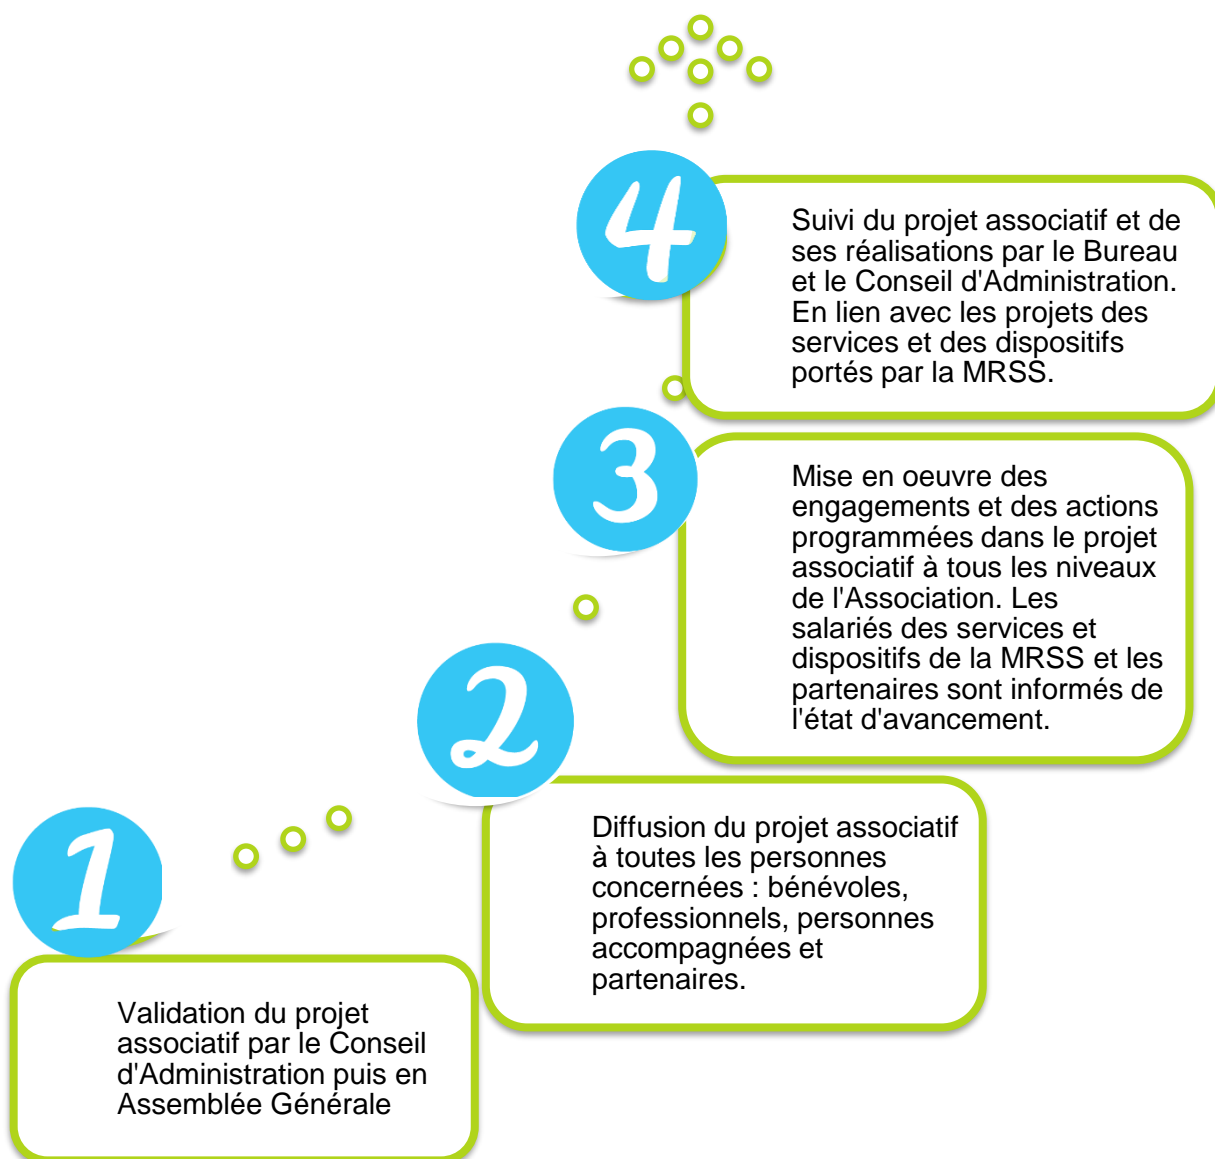 4
Suivi du projet associatif et de
ses réalisations par le Bureau
et le Conseil d'Administration.
En lien avec les projets des
services et des dispositifs
portés par la MRSS.
3
Mise en oeuvre des
engagements et des actions
programmées dans le projet
associatif à tous les niveaux
de l'Association. Les
salariés des services et
dispositifs de la MRSS et les
partenaires sont informés de
l'état d'avancement.
2
Diffusion du projet associatif
à toutes les personnes
concernées : bénévoles,
professionnels, personnes
accompagnées et
partenaires.
1
Validation du projet
associatif par le Conseil
d'Administration puis en
Assemblée Générale